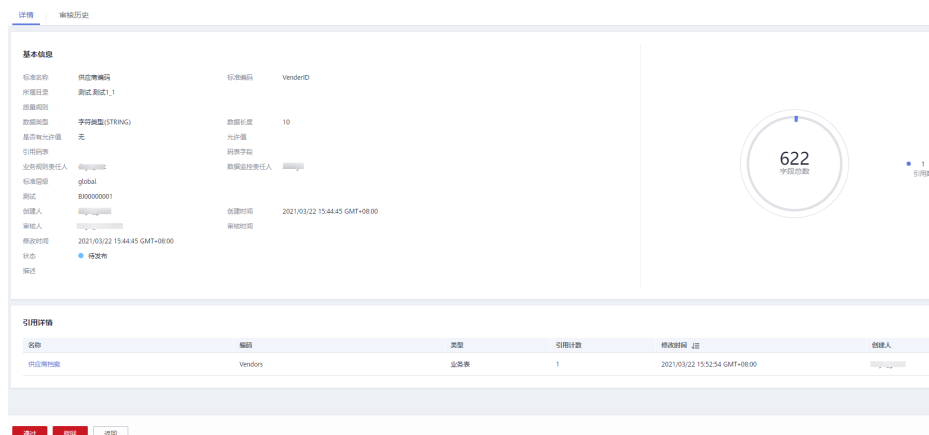 详情 审核历史
基本信息
标准名称 供应商编码 标准编码 VenderID
所属目录 测试.测试1_1
质量规则
数据类型 字符类型(STRING) 数据长度 10
是否有允许值 无 允许值
引用码表 码表字段
业务规则责任人 数据监控责任人
标准层级 global
测试 BJ00000001
创建人 创建时间 2021/03/22 15:44:45 GMT+08:00
审核人 审核时间
修改时间 2021/03/22 15:44:45 GMT+08:00
状态 待发布
描述
622
字段总数
1
引用
引用详情
名称 编码 类型 引用计数 修改时间 创建人
供应商档案 Vendors 业务表 1 2021/03/22 15:52:54 GMT+08:00
通过 返回